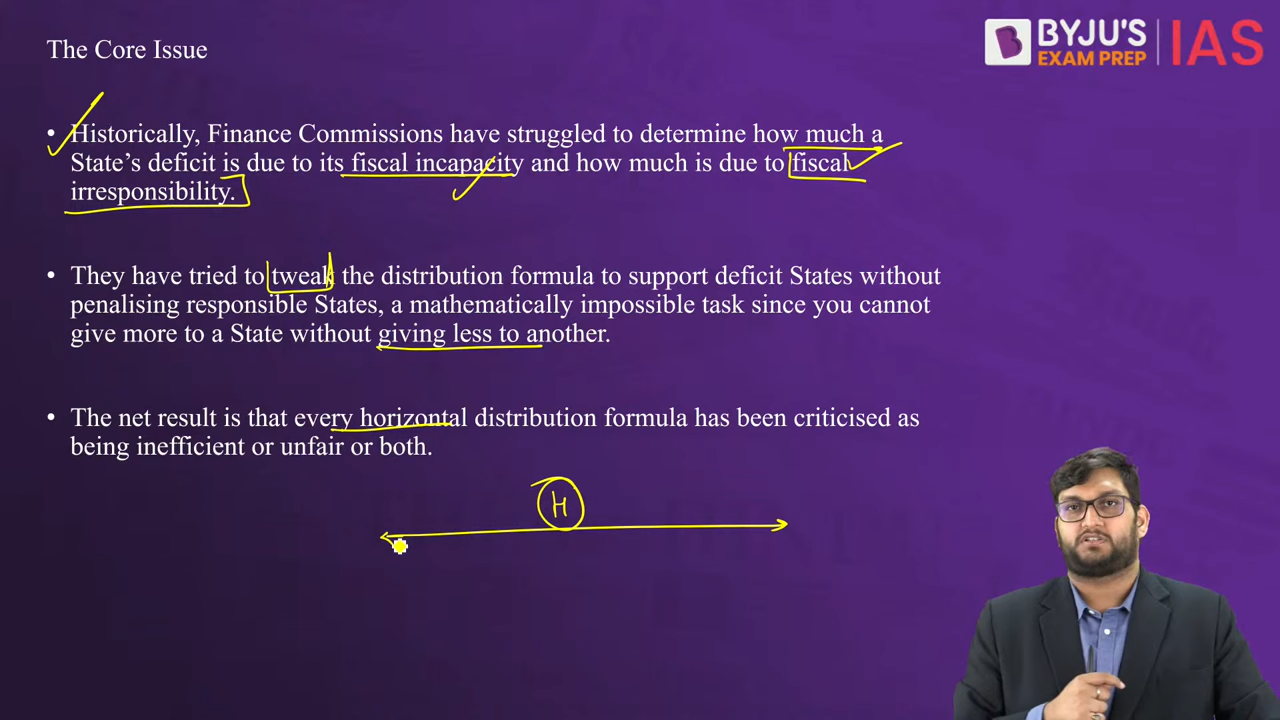 The Core Issue
BYJU'S
EXAM PREP
IAS
• Historically, Finance Commissions have struggled to determine how much a
State’s deficit is due to its fiscal incapacity and how much is due to fiscal
irresponsibility.
• They have tried to tweak the distribution formula to support deficit States without
penalising responsible States, a mathematically impossible task since you cannot
give more to a State without giving less to another.
• The net result is that every horizontal distribution formula has been criticised as
being inefficient or unfair or both.
H